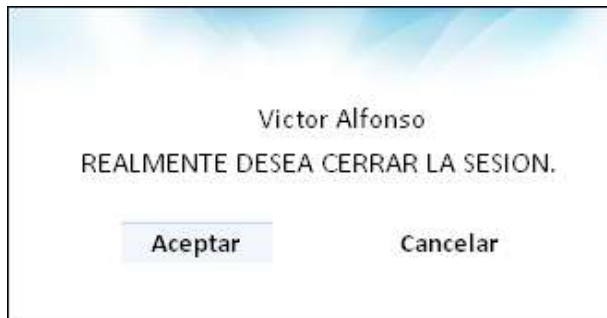 Victor Alfonso
REALMENTE DESEA CERRAR LA SESION.
Aceptar Cancelar